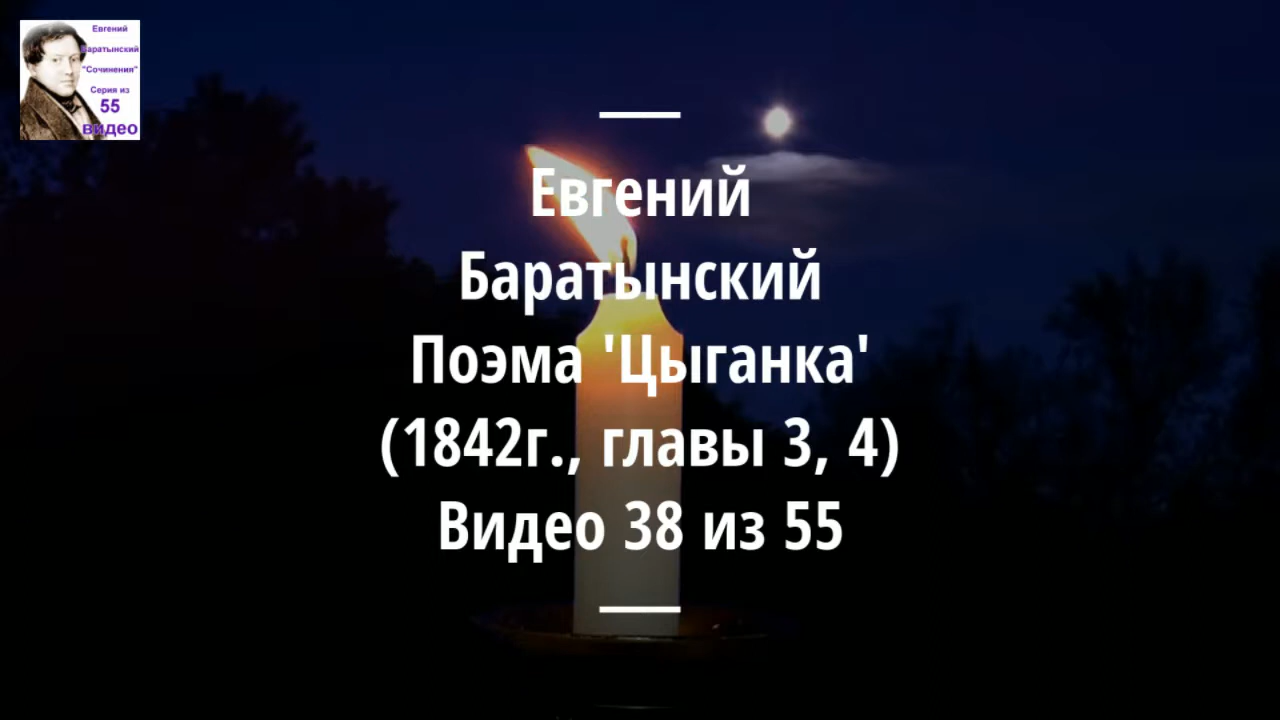 Евгений
Баратынский
"Сочинения"
Серия из
55
видео
Евгений
Баратынский
Поэма 'Цыганка'
(1842г., главы 3, 4)
Видео 38 из 55